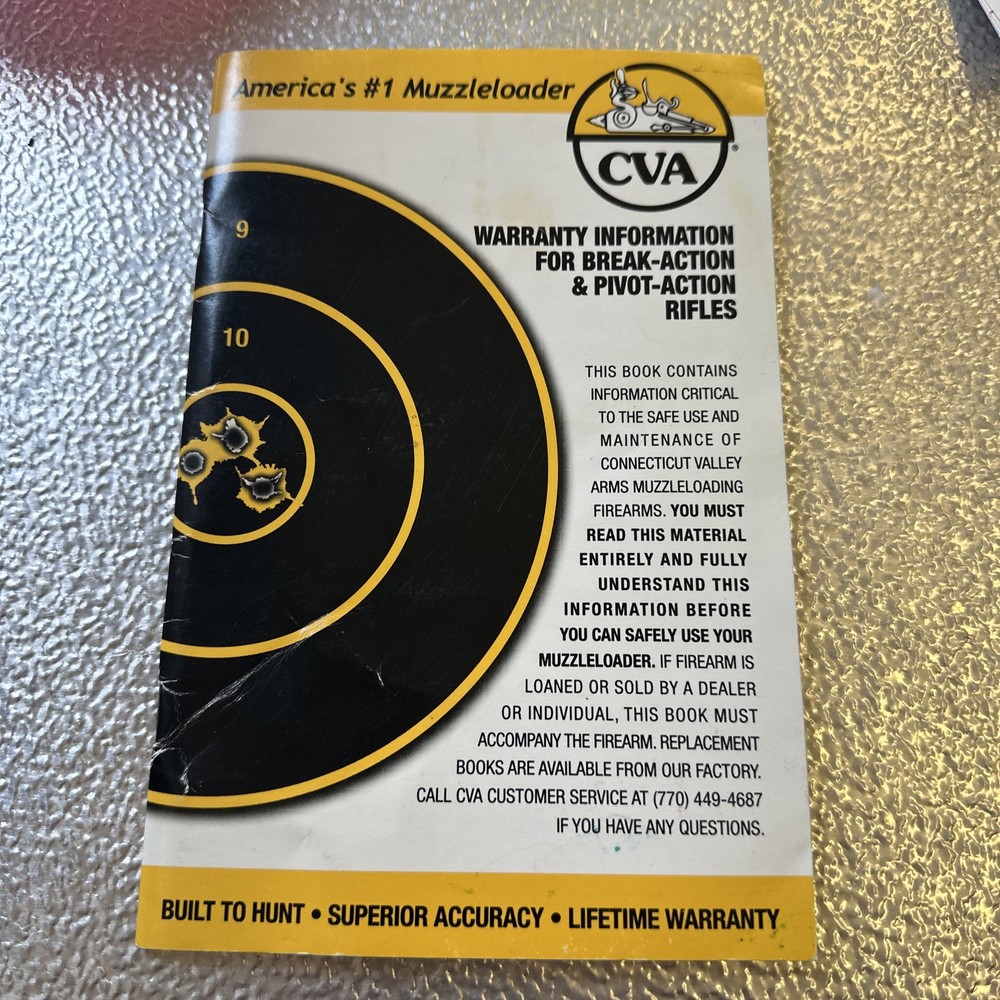 America's #1 Muzzleloader
CVA
®
WARRANTY INFORMATION
FOR BREAK-ACTION
& PIVOT-ACTION
RIFLES
9
10
THIS BOOK CONTAINS
INFORMATION CRITICAL
TO THE SAFE USE AND
MAINTENANCE OF
CONNECTICUT VALLEY
ARMS MUZZLELOADING
FIREARMS. YOU MUST
READ THIS MATERIAL
ENTIRELY AND FULLY
UNDERSTAND THIS
INFORMATION BEFORE
YOU CAN SAFELY USE YOUR
MUZZLELOADER. IF FIREARM IS
LOANED OR SOLD BY A DEALER
OR INDIVIDUAL, THIS BOOK MUST
ACCOMPANY THE FIREARM. REPLACEMENT
BOOKS ARE AVAILABLE FROM OUR FACTORY.
CALL CVA CUSTOMER SERVICE AT (770) 449-4687
IF YOU HAVE ANY QUESTIONS.
BUILT TO HUNT • SUPERIOR ACCURACY • LIFETIME WARRANTY